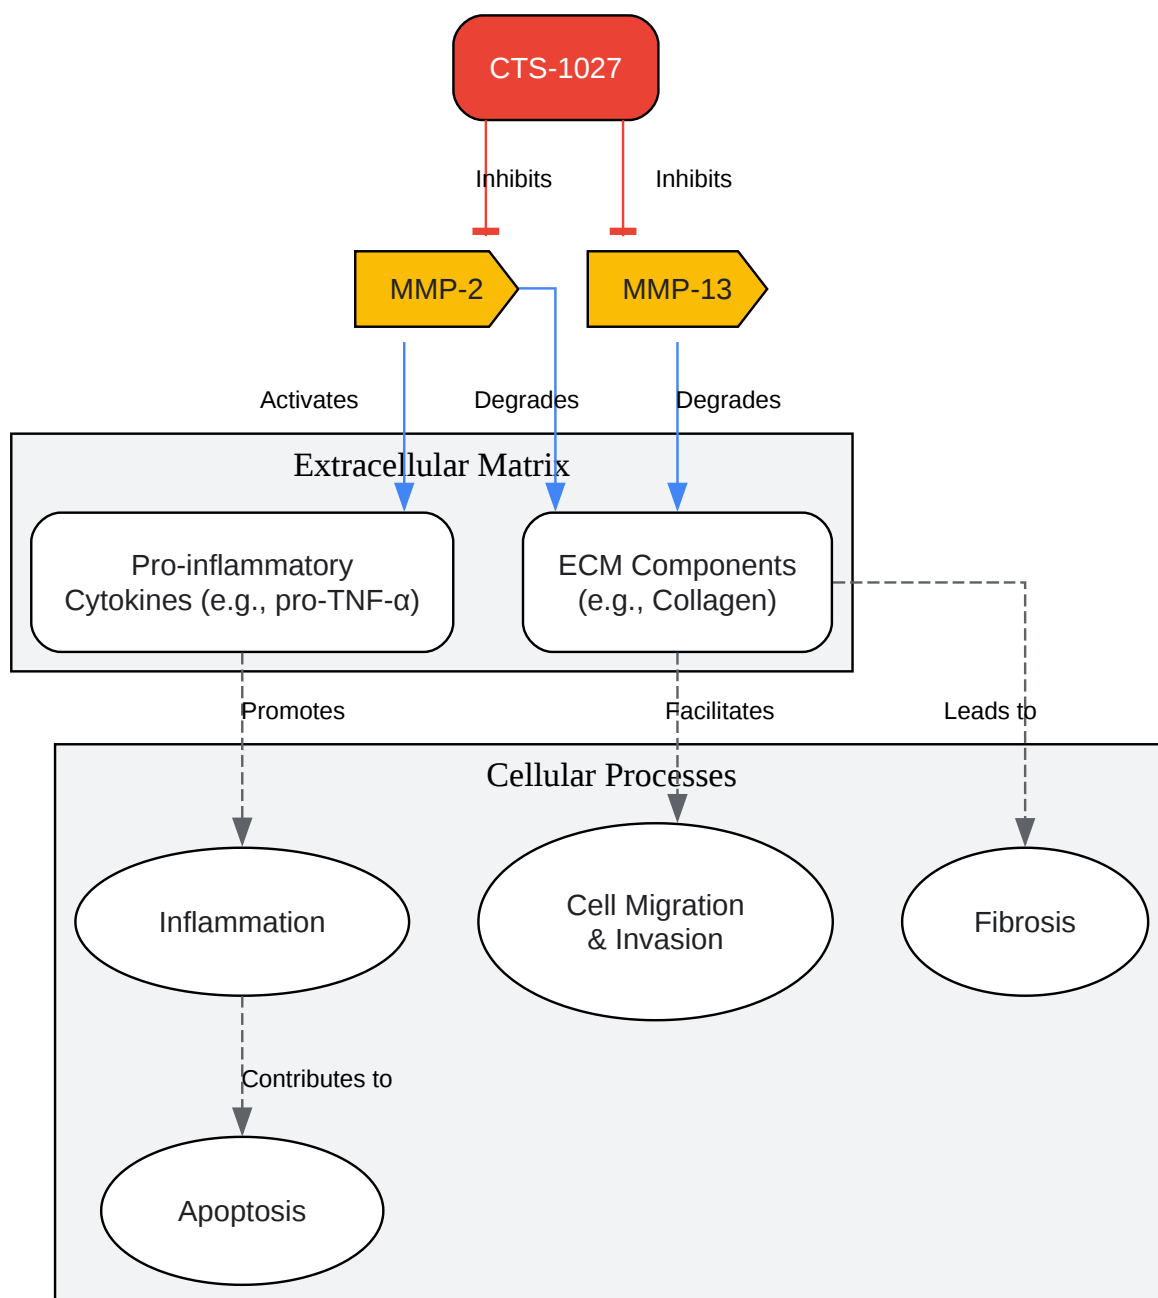 CTS-1027
Inhibits
Inhibits
MMP-2
MMP-13
Activates
Degrades
Degrades
Extracellular Matrix
Pro-inflammatory
Cytokines (e.g., pro-TNF-α)
ECM Components
(e.g., Collagen)
Promotes
Facilitates
Leads to
Cellular Processes
Inflammation
Cell Migration
& Invasion
Fibrosis
Contributes to
Apoptosis